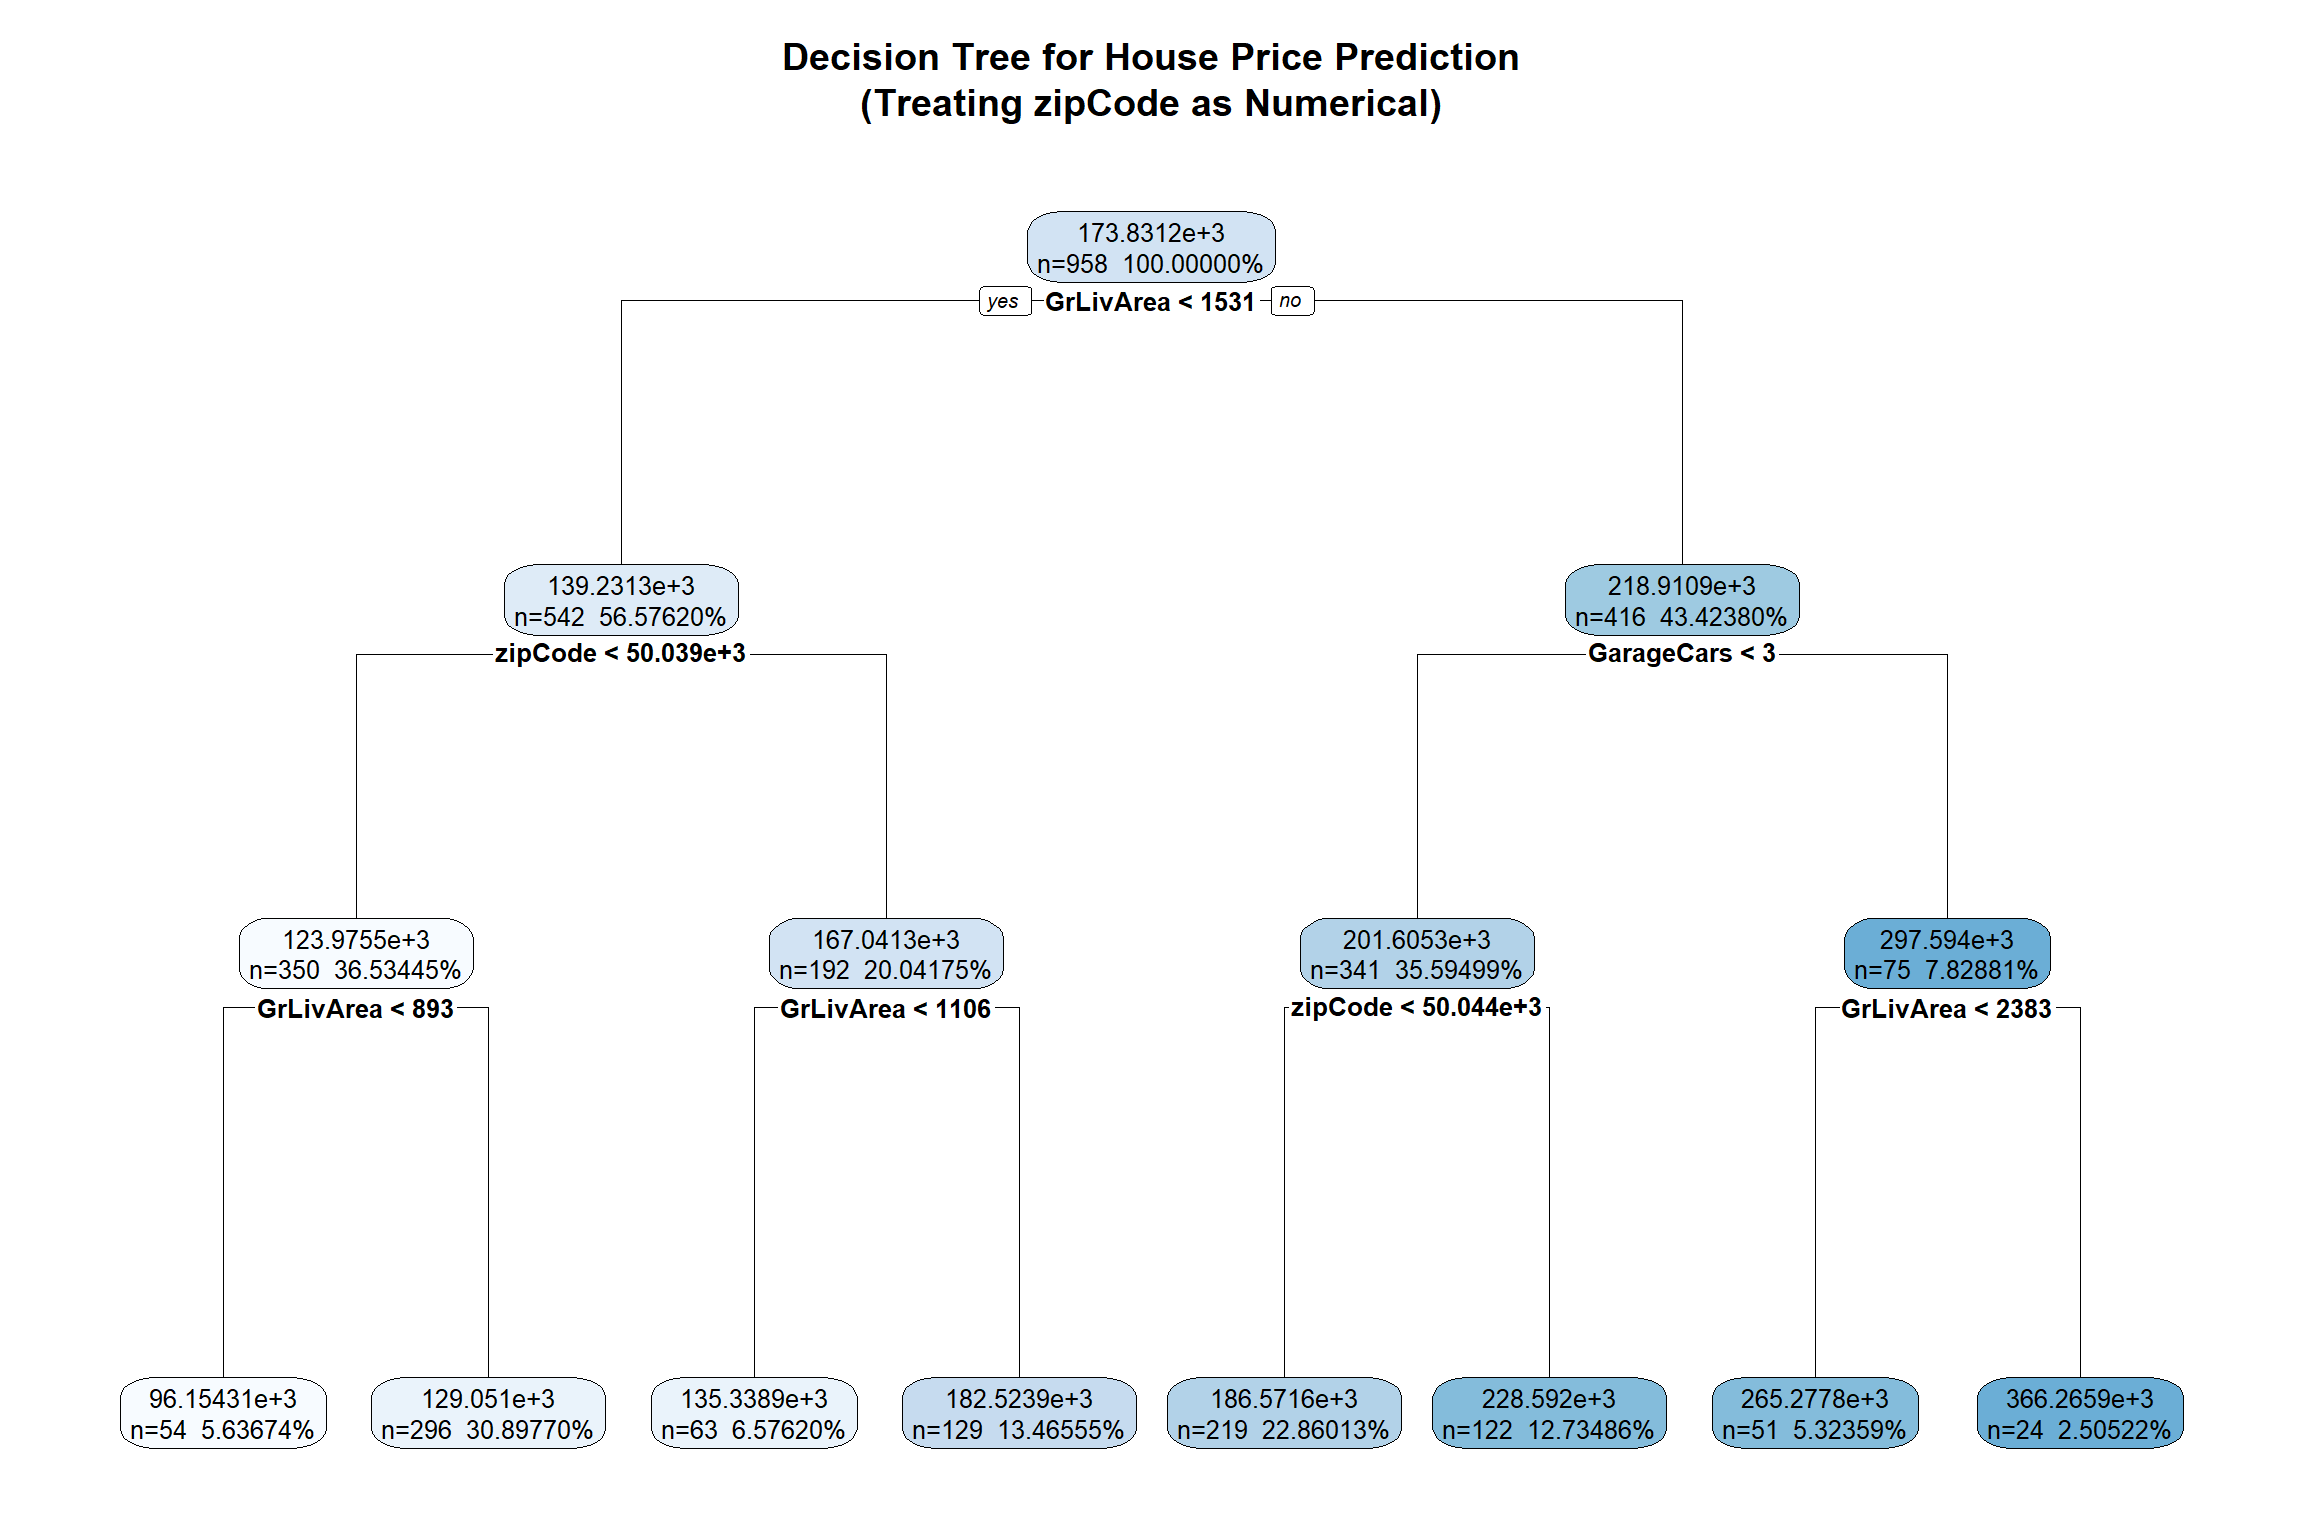 Decision Tree for House Price Prediction
(Treating zipCode as Numerical)
173.8312e+3
n=958 100.00000%
yes GrLivArea < 1531 no
139.2313e+3
n=542 56.57620%
zipCode < 50.039e+3
218.9109e+3
n=416 43.42380%
GarageCars < 3
123.9755e+3
n=350 36.53445%
GrLivArea < 893
167.0413e+3
n=192 20.04175%
GrLivArea < 1106
201.6053e+3
n=341 35.59499%
zipCode < 50.044e+3
297.594e+3
n=75 7.82881%
GrLivArea < 2383
96.15431e+3
n=54 5.63674%
129.051e+3
n=296 30.89770%
135.3389e+3
n=63 6.57620%
182.5239e+3
n=129 13.46555%
186.5716e+3
n=219 22.86013%
228.592e+3
n=122 12.73486%
265.2778e+3
n=51 5.32359%
366.2659e+3
n=24 2.50522%